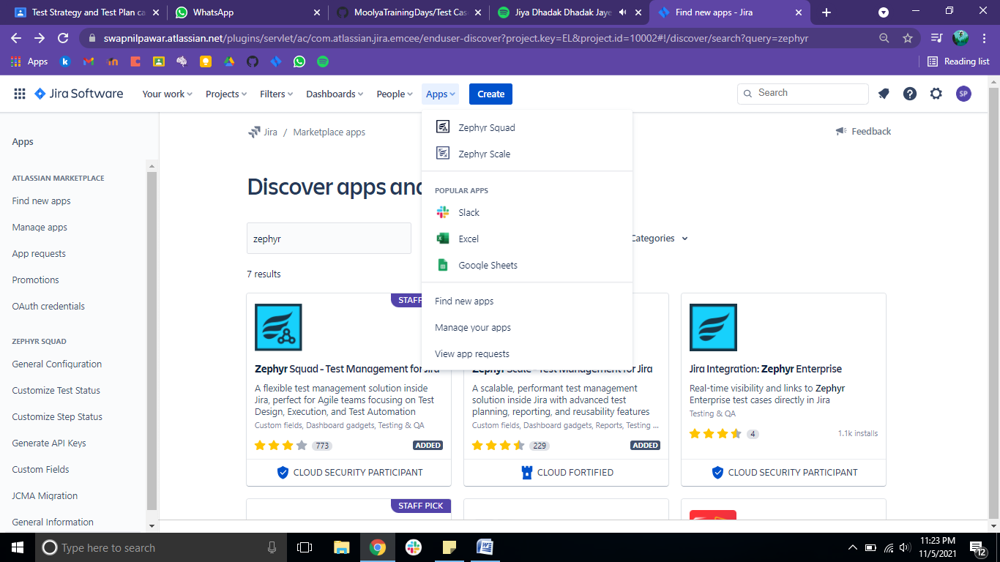 Test Strategy and Test Plan ca
WhatsApp
MoolyaTrainingDays/Test Cas
Jiya Dhadak Dhadak Jaye
Find new apps - Jira
swapnilpawar.atlassian.net/plugins/servlet/ac/com.atlassian.jira.emcee/enduser-discover?project.key=EL&project.id=10002#!/discover/search?query=zephyr
Apps
Reading list
Jira Software
Your work
Projects
Filters
Dashboards
People
Apps
Create
Search
SP
Apps
ATLASSIAN MARKETPLACE
Find new apps
Manage apps
App requests
Promotions
OAuth credentials
ZEPHYR SQUAD
General Configuration
Customize Test Status
Customize Step Status
Generate API Keys
Custom Fields
JCMA Migration
General Information
Jira / Marketplace apps
Feedback
Discover apps and
zephyr
Categories
7 results
Zephyr Squad
Zephyr Scale
POPULAR APPS
Slack
Excel
Google Sheets
Find new apps
Manage your apps
View app requests
STAFF
Zephyr Squad - Test Management for Jira
A flexible test management solution inside
Jira, perfect for Agile teams focusing on Test
Design, Execution, and Test Automation
Custom fields, Dashboard gadgets, Testing & QA
773
ADDED
CLOUD SECURITY PARTICIPANT
Zephyr Scale - Test Management for Jira
A scalable, performant test management
solution inside Jira with advanced test
planning, reporting, and reusability features
Custom fields, Dashboard gadgets, Reports, Testing ...
229
ADDED
CLOUD FORTIFIED
Jira Integration: Zephyr Enterprise
Real-time visibility and links to Zephyr
Enterprise test cases directly in Jira
Testing & QA
4
1.1k installs
CLOUD SECURITY PARTICIPANT
STAFF PICK
Type here to search
11:23 PM
11/5/2021
12